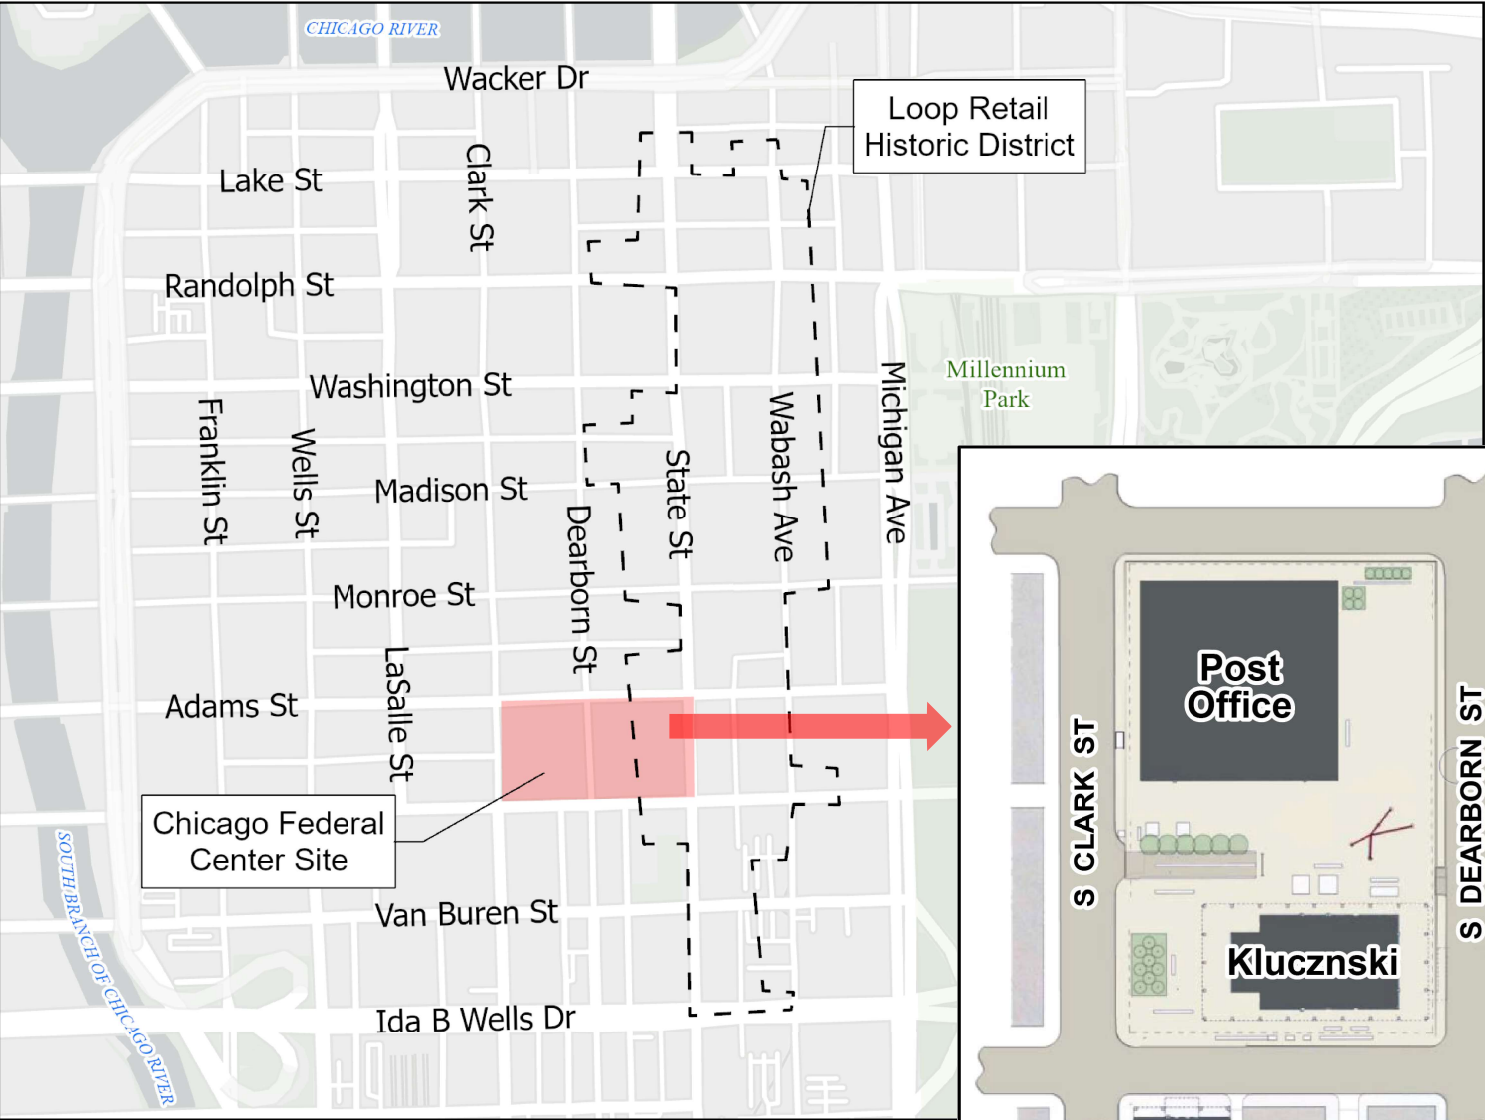 CHICAGO RIVER
Wacker Dr
Loop Retail
Historic District
Lake St
Clark St
Randolph St
Washington St
Millennium
Park
Franklin St
Wells St
Madison St
State St
Wabash Ave
Michigan Ave
Dearborn St
Monroe St
LaSalle St
Adams St
Chicago Federal
Center Site
Van Buren St
Ida B Wells Dr
SOUTH BRANCH OF CHICAGO RIVER
Post
Office
S CLARK ST
S DEARBORN ST
Klucznski